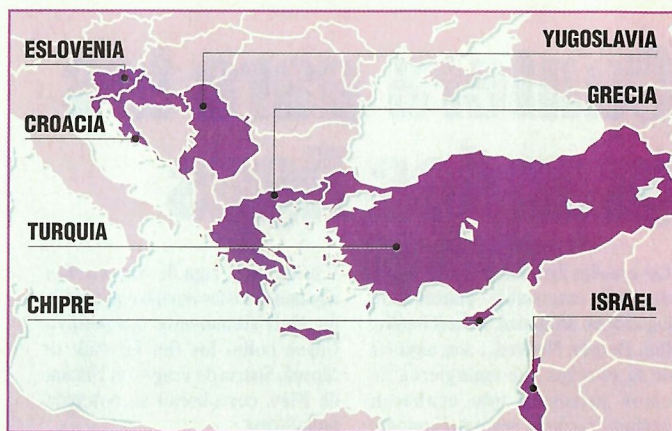 ESLOVENIA
YUGOSLAVIA
GRECIA
CROACIA
TURQUIA
CHIPRE
ISRAEL